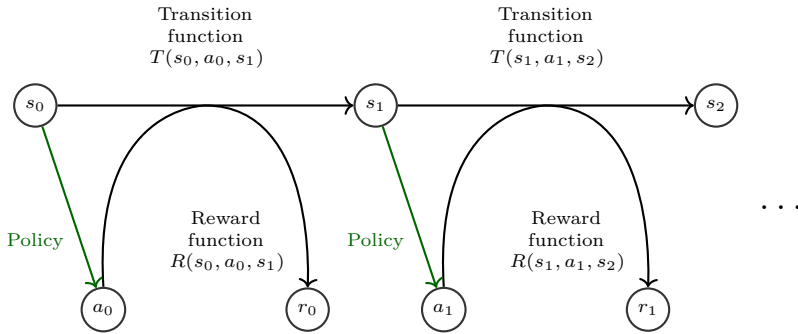 Transition
function
T(s₀, a₀, s₁)
Transition
function
T(s₁, a₁, s₂)
s₀
s₁
s₂
Policy
Reward
function
R(s₀, a₀, s₁)
Policy
Reward
function
R(s₁, a₁, s₂)
...
a₀
r₀
a₁
r₁